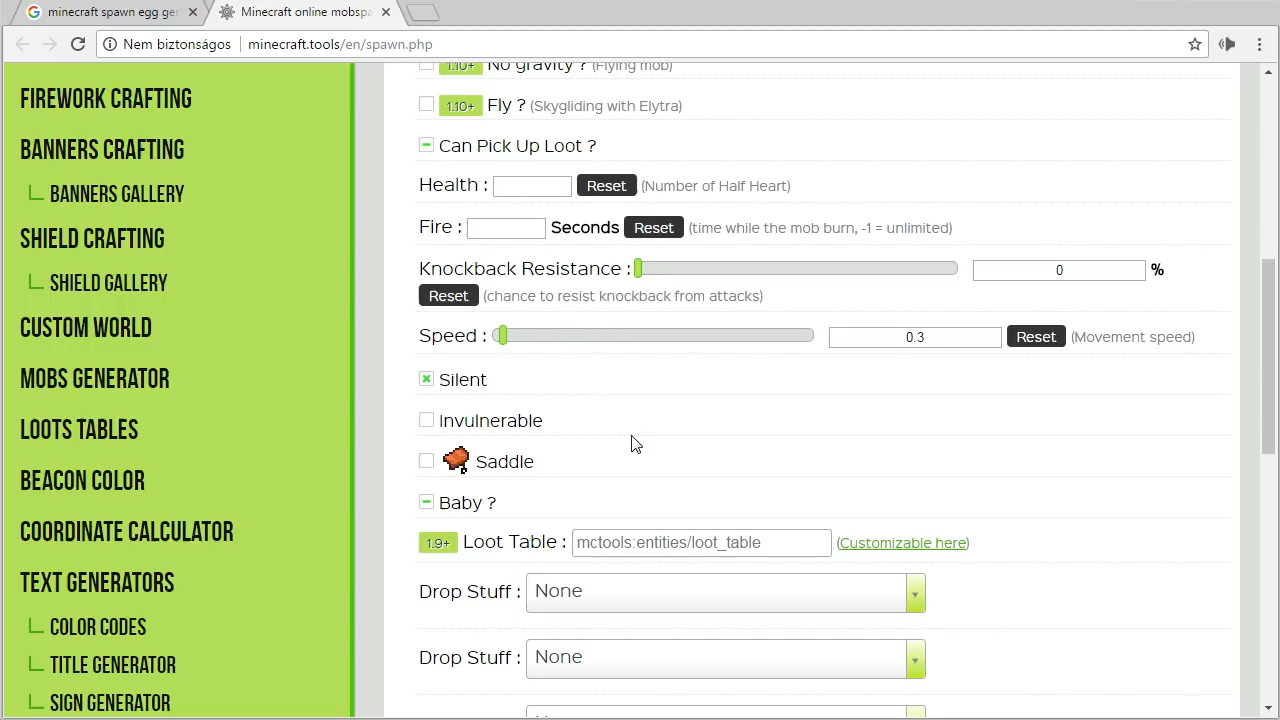 minecraft spawn egg ger
Minecraft online mobspa
Nem biztonságos
minecraft.tools/en/spawn.php
FIREWORK CRAFTING
BANNERS CRAFTING
BANNERS GALLERY
SHIELD CRAFTING
SHIELD GALLERY
CUSTOM WORLD
MOBS GENERATOR
LOOTS TABLES
BEACON COLOR
COORDINATE CALCULATOR
TEXT GENERATORS
COLOR CODES
TITLE GENERATOR
SIGN GENERATOR
1.10+ No gravity ? (Flying mob)
1.10+ Fly ? (Skygliding with Elytra)
Can Pick Up Loot ?
Health : Reset (Number of Half Heart)
Fire : Seconds Reset (time while the mob burn, -1 = unlimited)
Knockback Resistance : 0 %
Reset (chance to resist knockback from attacks)
Speed : 0.3 Reset (Movement speed)
Silent
Invulnerable
Saddle
Baby ?
1.9+ Loot Table : mctools:entities/loot_table (Customizable here)
Drop Stuff : None
Drop Stuff : None